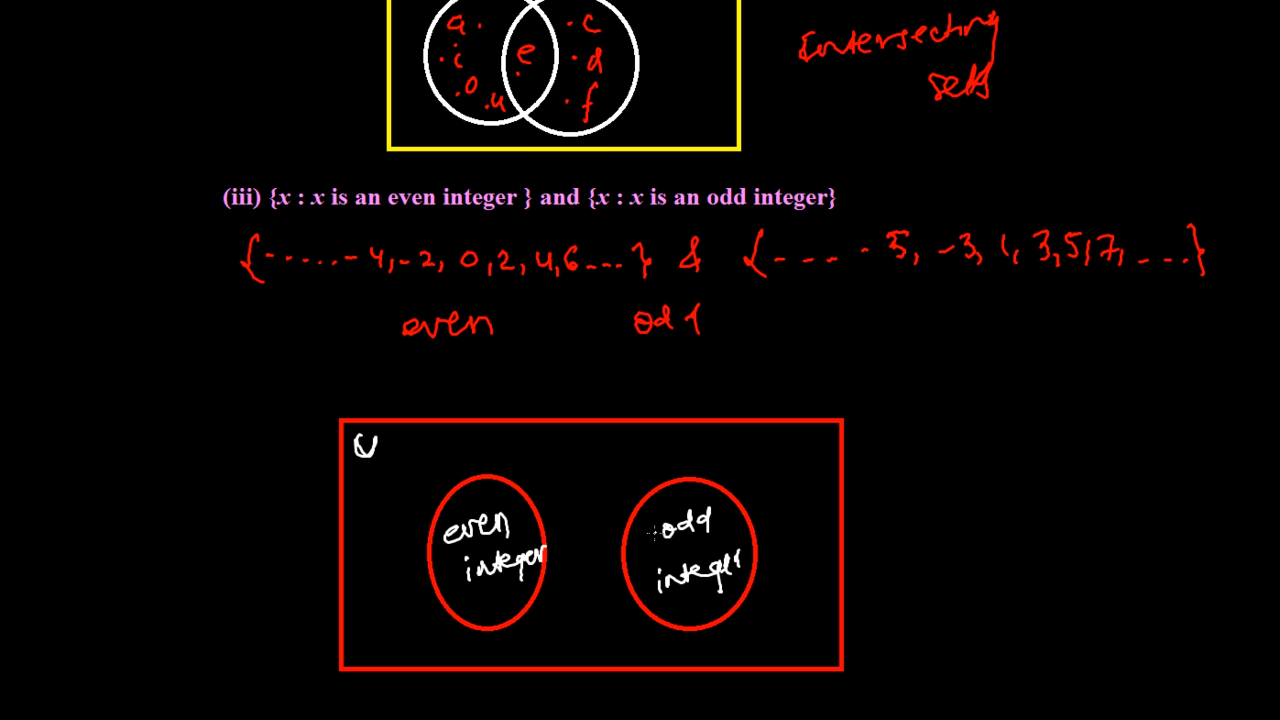 a . . c
. i e . d
. o . u . f
Intersecting
sets
(iii) {x : x is an even integer } and {x : x is an odd integer}
{ ...... - 4, - 2, 0, 2, 4, 6 .... } & { - - - - 5, - 3, 1, 3, 5, 7, - ... }
even odd
U
even
integer
odd
integer